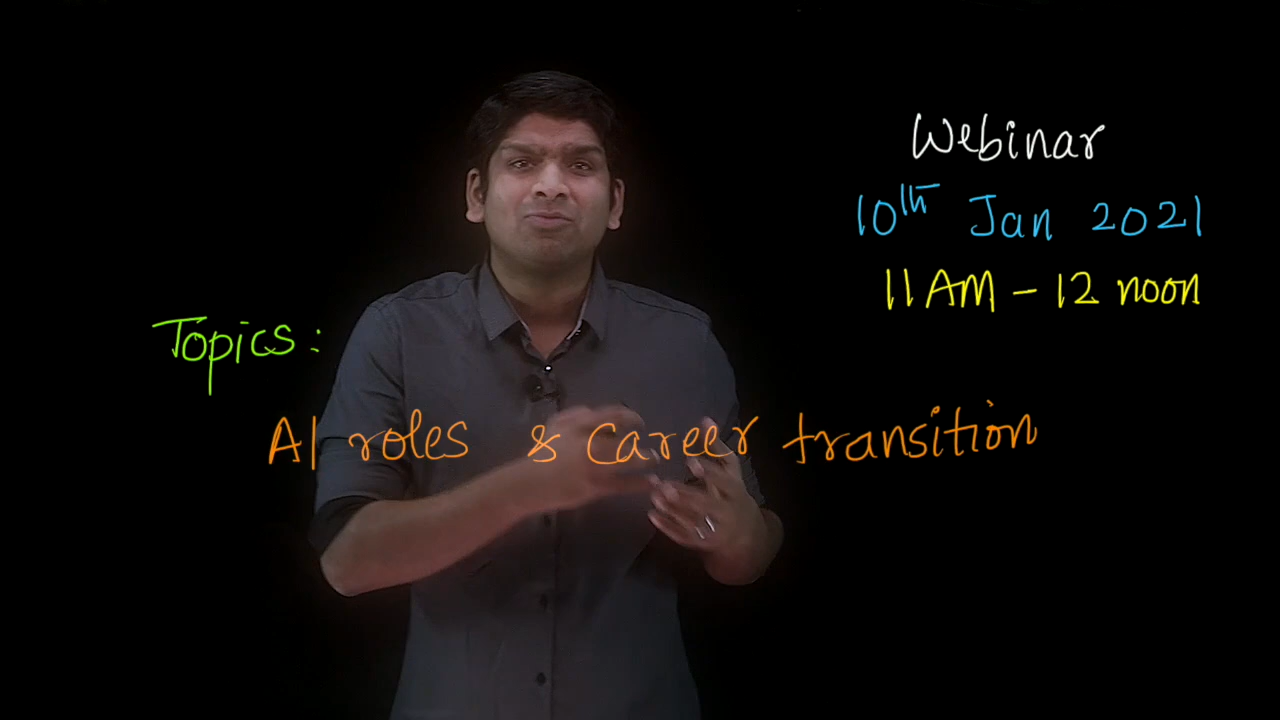 Webinar
10th Jan 2021
11 AM - 12 noon
Topics:
AI roles & Career transition